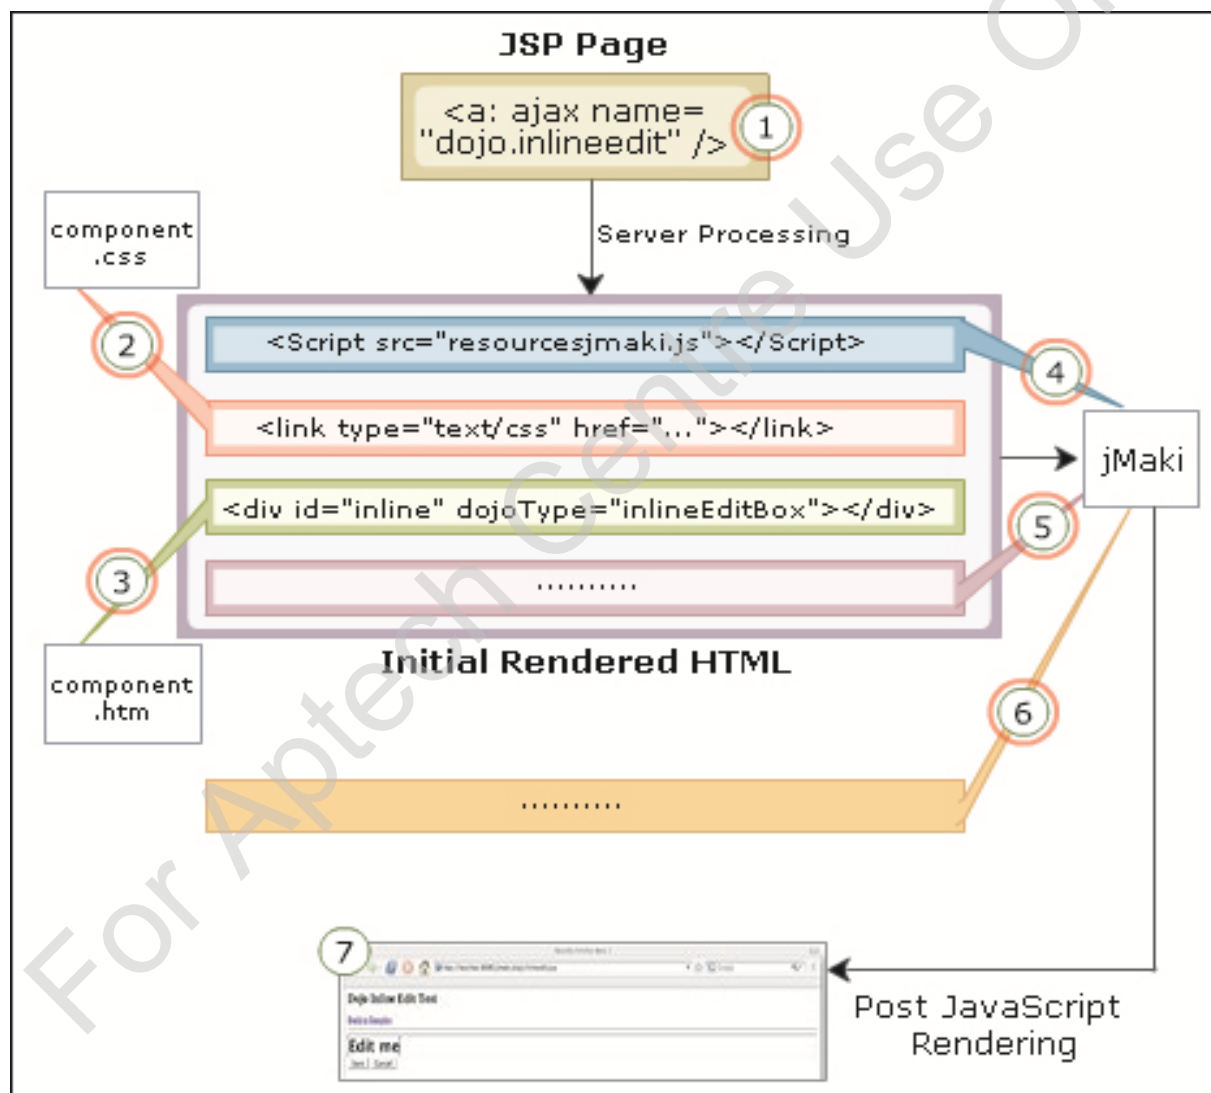 JSP Page
<a: ajax name=
"dojo.inlineedit" />
1
component
.css
Server Processing
2
<Script src="resourcesjmaki.js"></Script>
4
<link type="text/css" href="..."></link>
jMaki
<div id="inline" dojoType="inlineEditBox"></div>
5
3
..........
Initial Rendered HTML
component
.htm
6
..........
7
Dojo Inline Edit Test
Edit me
Post JavaScript
Rendering
For Aptech Centre Use O